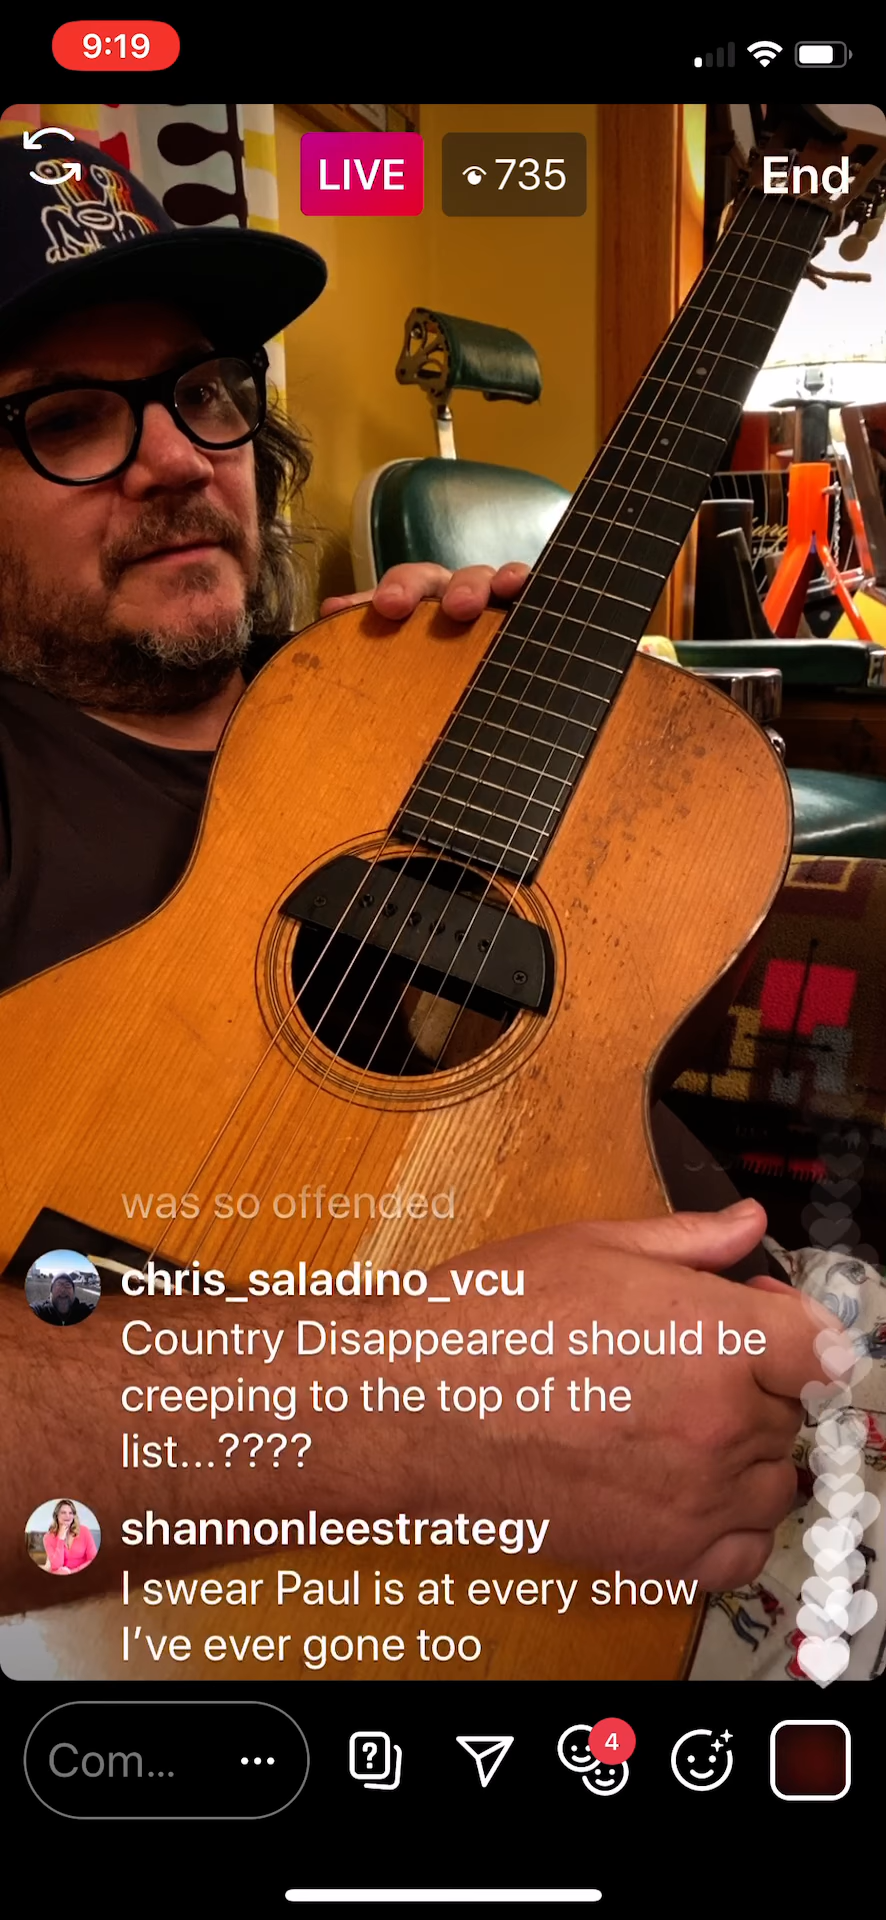 9:19
LIVE
735
End
was so offended
chris_saladino_vcu
Country Disappeared should be
creeping to the top of the
list...????
shannonleestrategy
I swear Paul is at every show
I've ever gone too
Com...
4